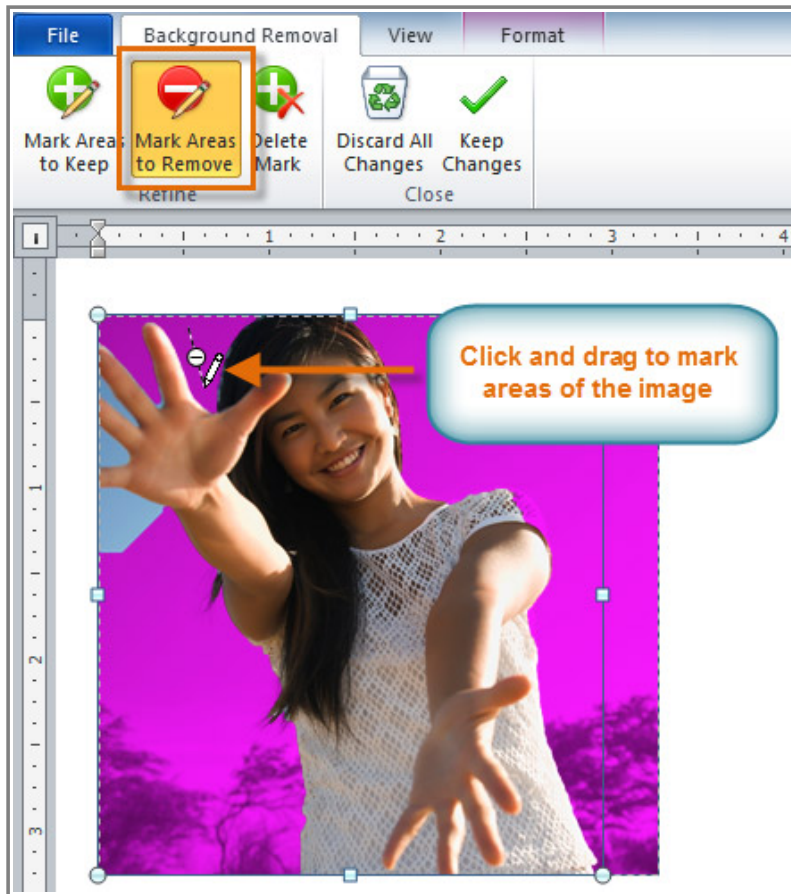 File Background Removal View Format
Mark Areas Mark Areas Delete Discard All Keep
to Keep to Remove Mark Changes Changes
Refine Close
1 2 3 4
Click and drag to mark
areas of the image
1
2
3